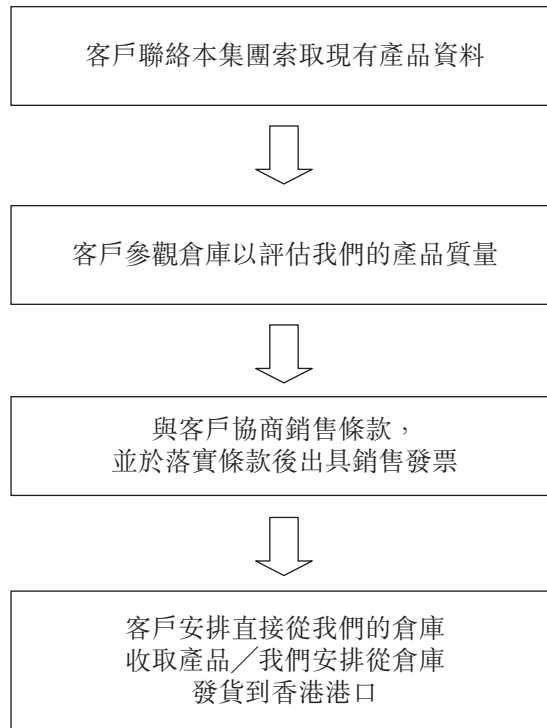 客戶聯絡本集團索取現有產品資料
客戶參觀倉庫以評估我們的產品質量
與客戶協商銷售條款，
並於落實條款後出具銷售發票
客戶安排直接從我們的倉庫
收取產品／我們安排從倉庫
發貨到香港港口